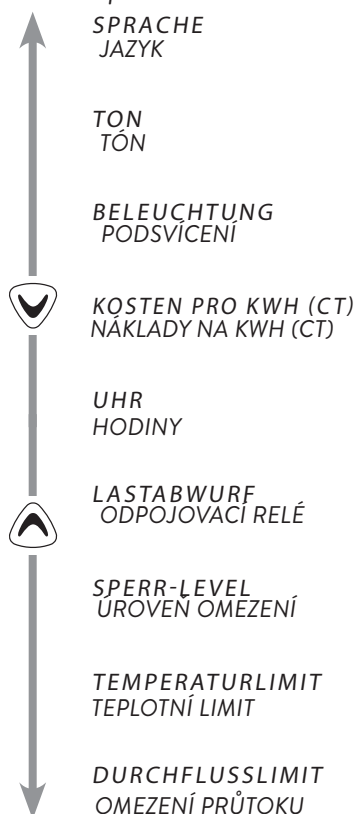 SPRACHE
JAZYK
TON
TÓN
BELEUCHTUNG
PODSVÍCENÍ
KOSTEN PRO KWH (CT)
NÁKLADY NA KWH (CT)
UHR
HODINY
LASTABWURF
ODPOJOVACÍ RELÉ
SPERR-LEVEL
ÚROVEŇ OMEZENÍ
TEMPERATURLIMIT
TEPLOTNÍ LIMIT
DURCHFLUSSLIMIT
OMEZENÍ PRŮTOKU